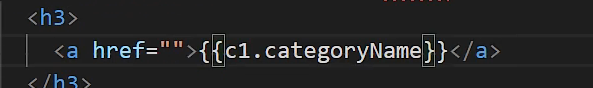 <h3>
<a href="">{{c1.categoryName}}</a>
</h3>